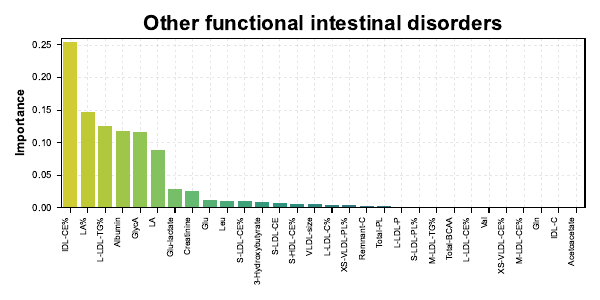 Other functional intestinal disorders
Importance
0.25
0.20
0.15
0.10
0.05
0.00
IDL-CE%
LA%
L-LDL-TG%
Albumin
GlycA
LA
Glu-lactate
Creatinine
Glu
Leu
S-LDL-CE%
3-Hydroxybutyrate
S-LDL-CE
S-HDL-CE%
VLDL-size
L-LDL-C%
XS-VLDL-PL%
Remnant-C
Total-PL
L-LDL-P
S-LDL-PL%
M-LDL-TG%
Total-BCAA
L-LDL-CE%
Val
XS-VLDL-CE%
M-LDL-CE%
Gln
IDL-C
Acetoacetate